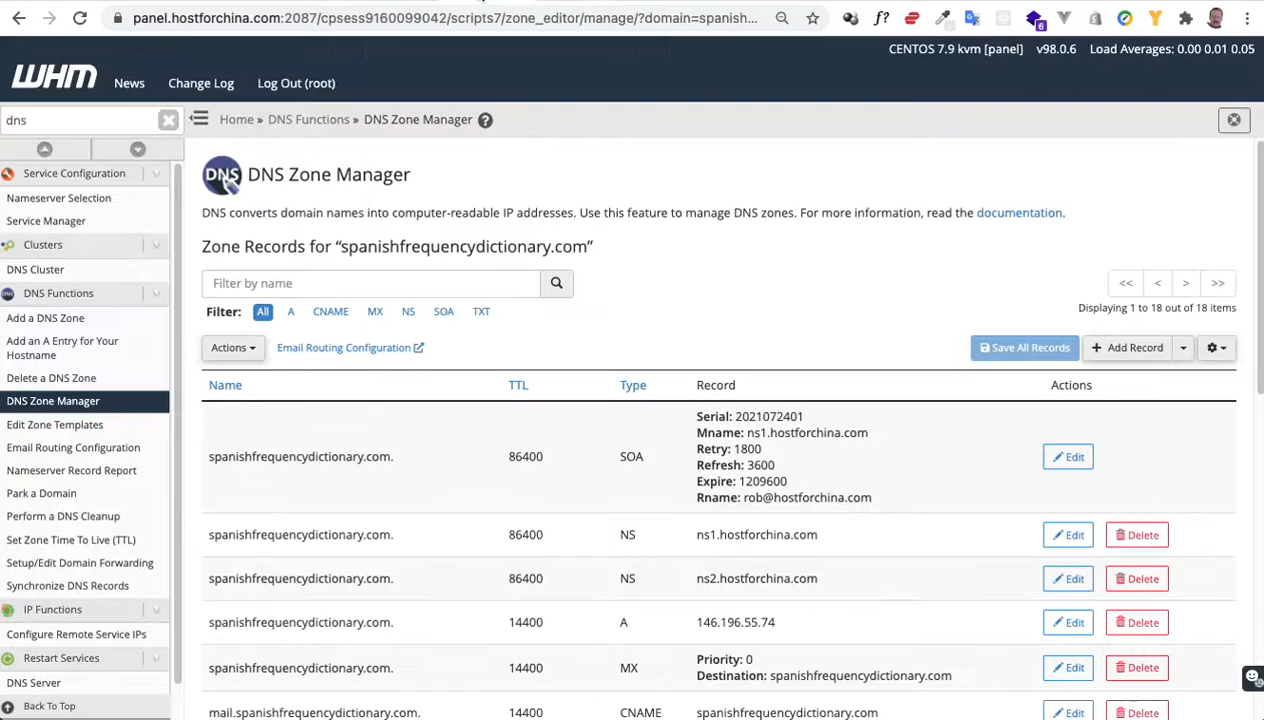 panel.hostforchina.com:2087/cpsess9160099042/scripts7/zone_editor/manage/?domain=spanish...
f?
6
CENTOS 7.9 kvm [panel] v98.0.6 Load Averages: 0.00 0.01 0.05
WHM News Change Log Log Out (root)
dns
Home » DNS Functions » DNS Zone Manager
Service Configuration
Nameserver Selection
Service Manager
Clusters
DNS Cluster
DNS Functions
Add a DNS Zone
Add an A Entry for Your
Hostname
Delete a DNS Zone
DNS Zone Manager
Edit Zone Templates
Email Routing Configuration
Nameserver Record Report
Park a Domain
Perform a DNS Cleanup
Set Zone Time To Live (TTL)
Setup/Edit Domain Forwarding
Synchronize DNS Records
IP Functions
Configure Remote Service IPs
Restart Services
DNS Server
Back To Top
DNS DNS Zone Manager
DNS converts domain names into computer-readable IP addresses. Use this feature to manage DNS zones. For more information, read the documentation.
Zone Records for “spanishfrequencydictionary.com”
Filter by name
<< < > >>
Displaying 1 to 18 out of 18 items
Filter: All A CNAME MX NS SOA TXT
Actions Email Routing Configuration Save All Records + Add Record
Name TTL Type Record Actions
spanishfrequencydictionary.com. 86400 SOA
Serial: 2021072401
Mname: ns1.hostforchina.com
Retry: 1800
Refresh: 3600
Expire: 1209600
Rname: rob@hostforchina.com
Edit
spanishfrequencydictionary.com. 86400 NS ns1.hostforchina.com Edit Delete
spanishfrequencydictionary.com. 86400 NS ns2.hostforchina.com Edit Delete
spanishfrequencydictionary.com. 14400 A 146.196.55.74 Edit Delete
spanishfrequencydictionary.com. 14400 MX
Priority: 0
Destination: spanishfrequencydictionary.com
Edit Delete
mail.spanishfrequencydictionary.com. 14400 CNAME spanishfrequencydictionary.com Edit Delete